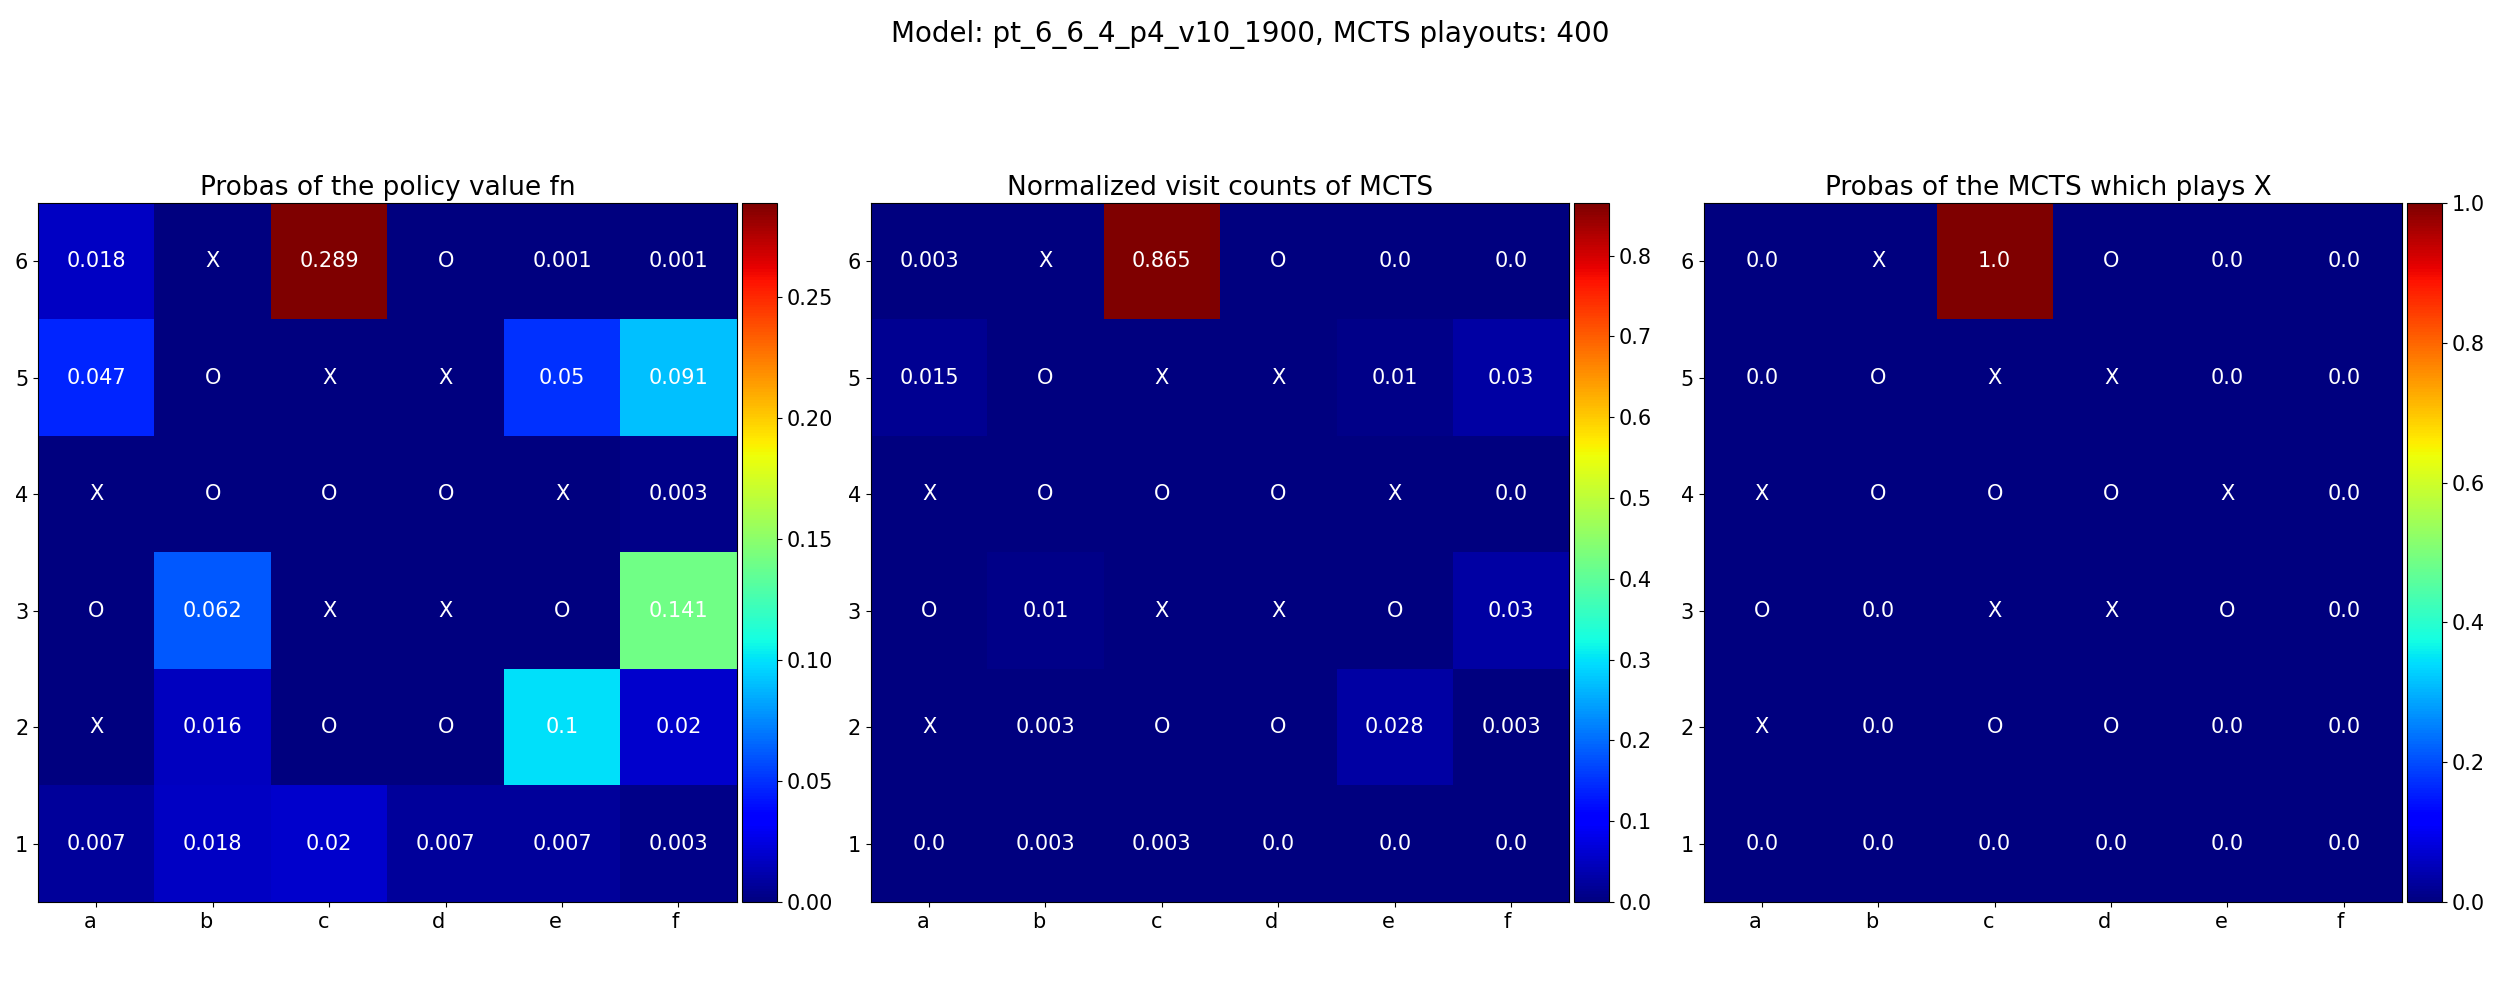 Model: pt_6_6_4_p4_v10_1900, MCTS playouts: 400
Probas of the policy value fn
6 0.018 X 0.289 O 0.001 0.001
5 0.047 O X X 0.05 0.091
4 X O O O X 0.003
3 O 0.062 X X O 0.141
2 X 0.016 O O 0.1 0.02
1 0.007 0.018 0.02 0.007 0.007 0.003
a b c d e f
0.25
0.20
0.15
0.10
0.05
0.00
Normalized visit counts of MCTS
6 0.003 X 0.865 O 0.0 0.0
5 0.015 O X X 0.01 0.03
4 X O O O X 0.0
3 O 0.01 X X O 0.03
2 X 0.003 O O 0.028 0.003
1 0.0 0.003 0.003 0.0 0.0 0.0
a b c d e f
0.8
0.7
0.6
0.5
0.4
0.3
0.2
0.1
0.0
Probas of the MCTS which plays X
6 0.0 X 1.0 O 0.0 0.0
5 0.0 O X X 0.0 0.0
4 X O O O X 0.0
3 O 0.0 X X O 0.0
2 X 0.0 O O 0.0 0.0
1 0.0 0.0 0.0 0.0 0.0 0.0
a b c d e f
1.0
0.8
0.6
0.4
0.2
0.0